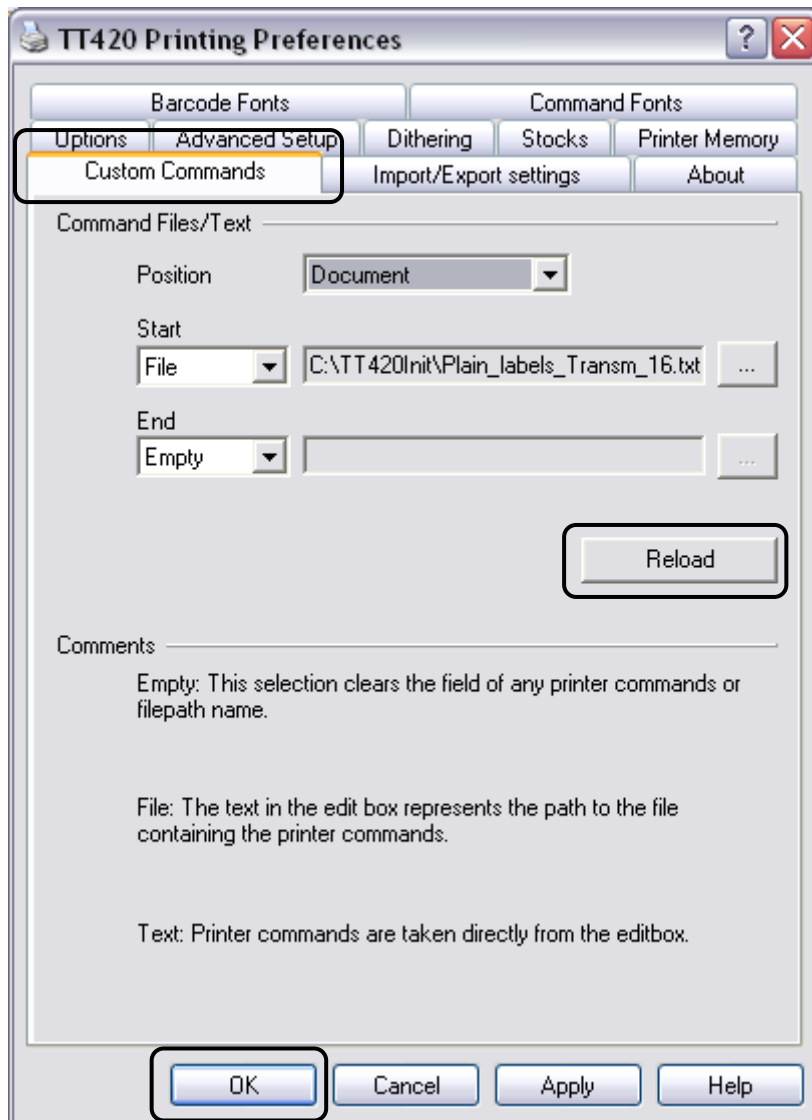 TT420 Printing Preferences
Barcode Fonts Command Fonts
Options Advanced Setup Dithering Stocks Printer Memory
Custom Commands Import/Export settings About
Command Files/Text
Position Document
Start
File C:\TT420Init\Plain_labels_Transm_16.txt ...
End
Empty ...
Reload
Comments
Empty: This selection clears the field of any printer commands or
filepath name.
File: The text in the edit box represents the path to the file
containing the printer commands.
Text: Printer commands are taken directly from the editbox.
OK Cancel Apply Help